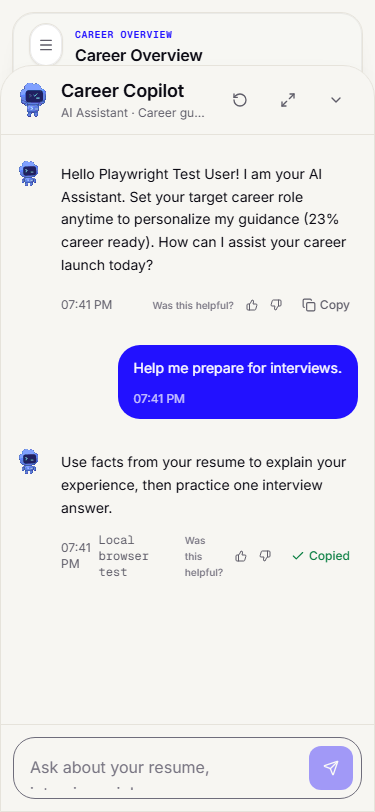 CAREER OVERVIEW
Career Overview
Career Copilot
AI Assistant · Career gu...
Hello Playwright Test User! I am your AI
Assistant. Set your target career role
anytime to personalize my guidance (23%
career ready). How can I assist your career
launch today?
07:41 PM
Was this helpful?
Copy
Help me prepare for interviews.
07:41 PM
Use facts from your resume to explain your
experience, then practice one interview
answer.
07:41
PM
Local
browser
test
Was
this
helpful?
Copied
Ask about your resume,